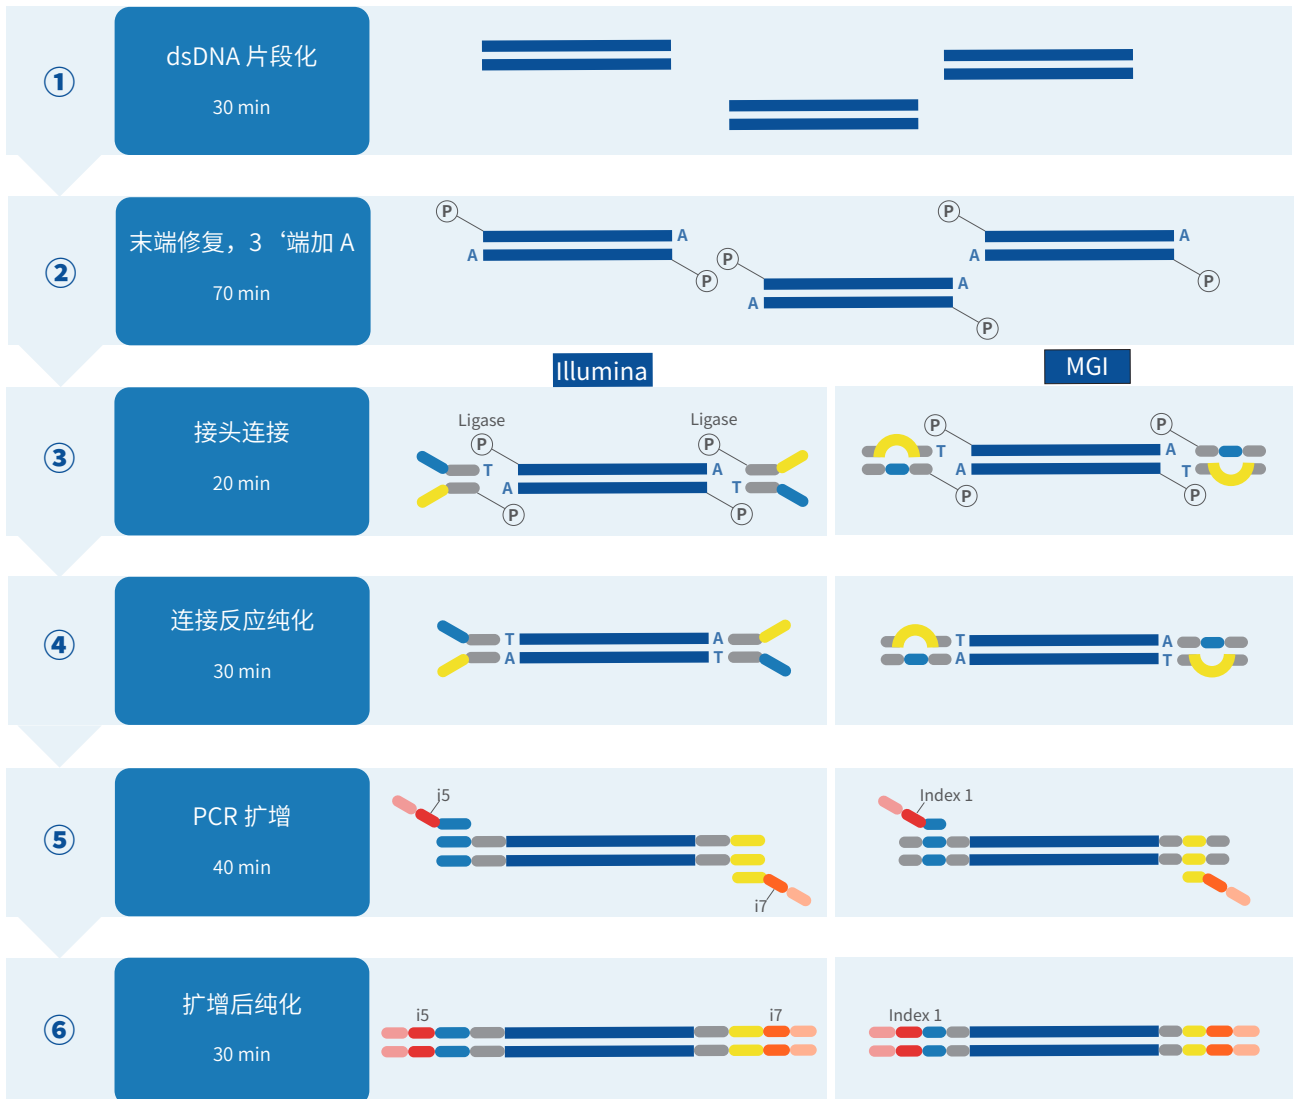 ①
dsDNA 片段化
30 min
②
末端修复，3‘端加 A
70 min
P
A
A
P
P
A
A
P
P
A
A
P
Illumina
MGI
③
接头连接
20 min
Ligase
Ligase
P
P
T
A
A
T
P
P
P
P
T
A
A
T
P
P
④
连接反应纯化
30 min
T
A
A
T
T
A
A
T
⑤
PCR 扩增
40 min
i5
i7
Index 1
⑥
扩增后纯化
30 min
i5
i7
Index 1